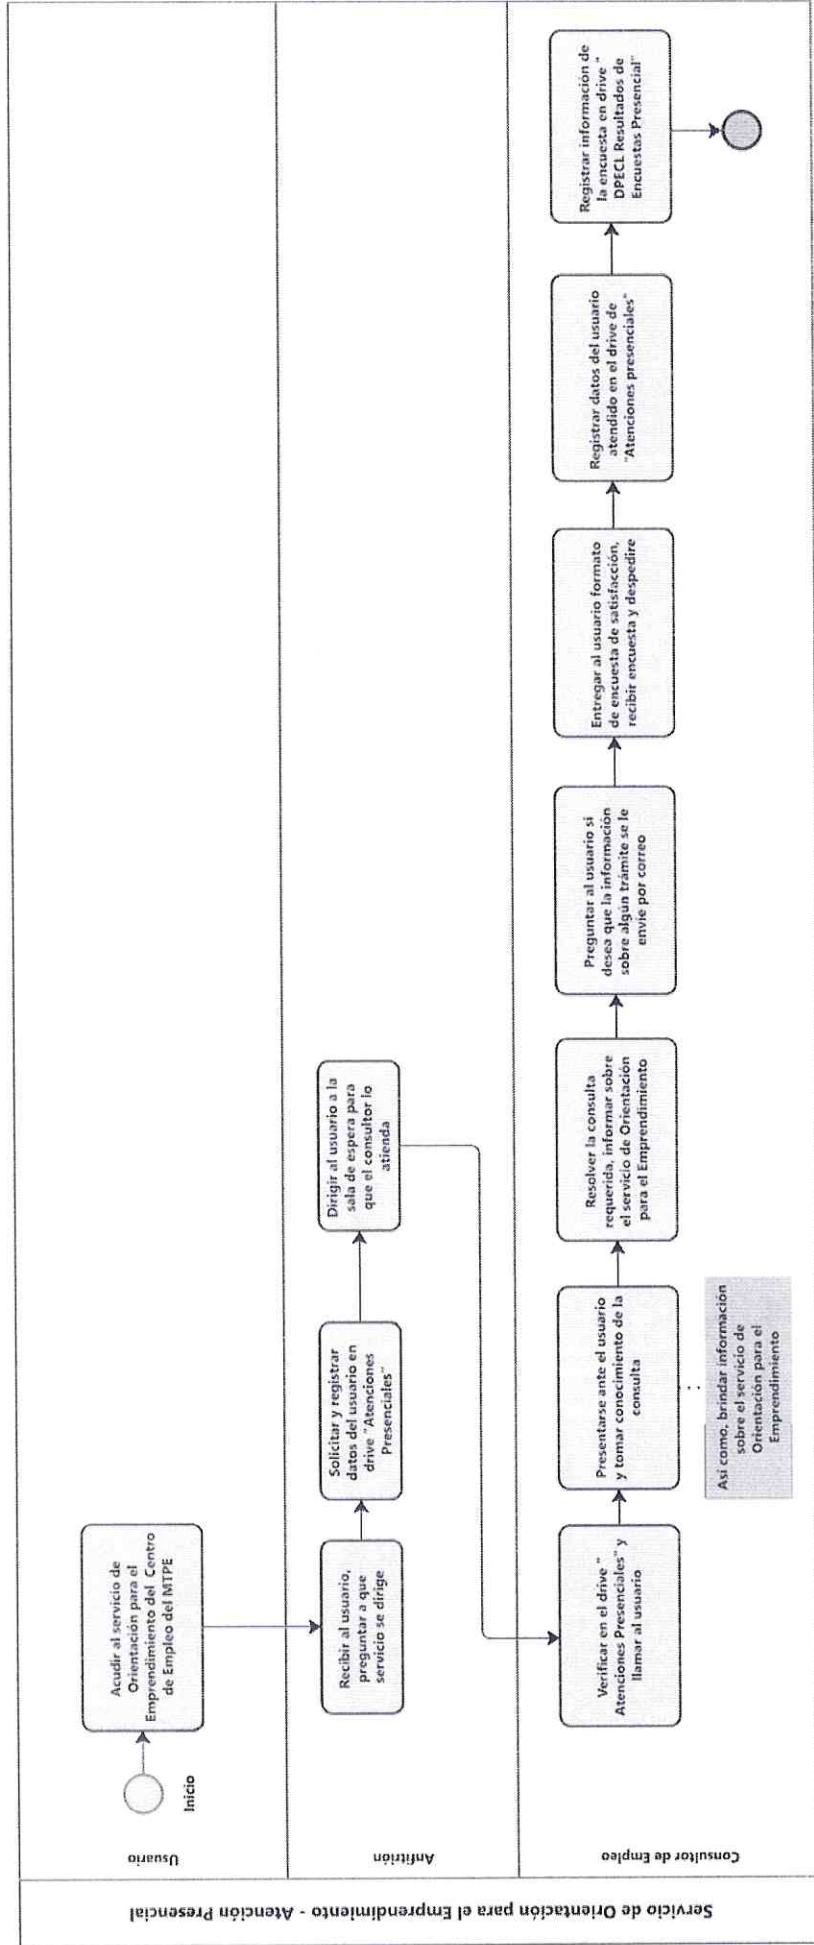 Servicio de Orientación para el Emprendimiento - Atención Presencial
Usuario
Inicio
Acudir al servicio de
Orientación para el
Emprendimiento del Centro
de Empleo del MTPE
Anfitrión
Recibir al usuario,
preguntar a que
servicio se dirige
Solicitar y registrar
datos del usuario en
drive "Atenciones
Presenciales"
Dirigir al usuario a la
sala de espera para
que el consultor lo
atienda
Consultor de Empleo
Verificar en el drive "
Atenciones Presenciales" y
llamar al usuario
Presentarse ante el usuario
y tomar conocimiento de la
consulta
Así como, brindar información
sobre el servicio de
Orientación para el
Emprendimiento
Resolver la consulta
requerida, informar sobre
el servicio de Orientación
para el Emprendimiento
Preguntar al usuario si
desea que la información
sobre algún trámite se le
envíe por correo
Entregar al usuario formato
de encuesta de satisfacción,
recibir encuesta y despedire
Registrar datos del usuario
atendido en el drive de
"Atenciones presenciales"
Registrar información de
la encuesta en drive "
DPECL Resultados de
Encuestas Presencial"